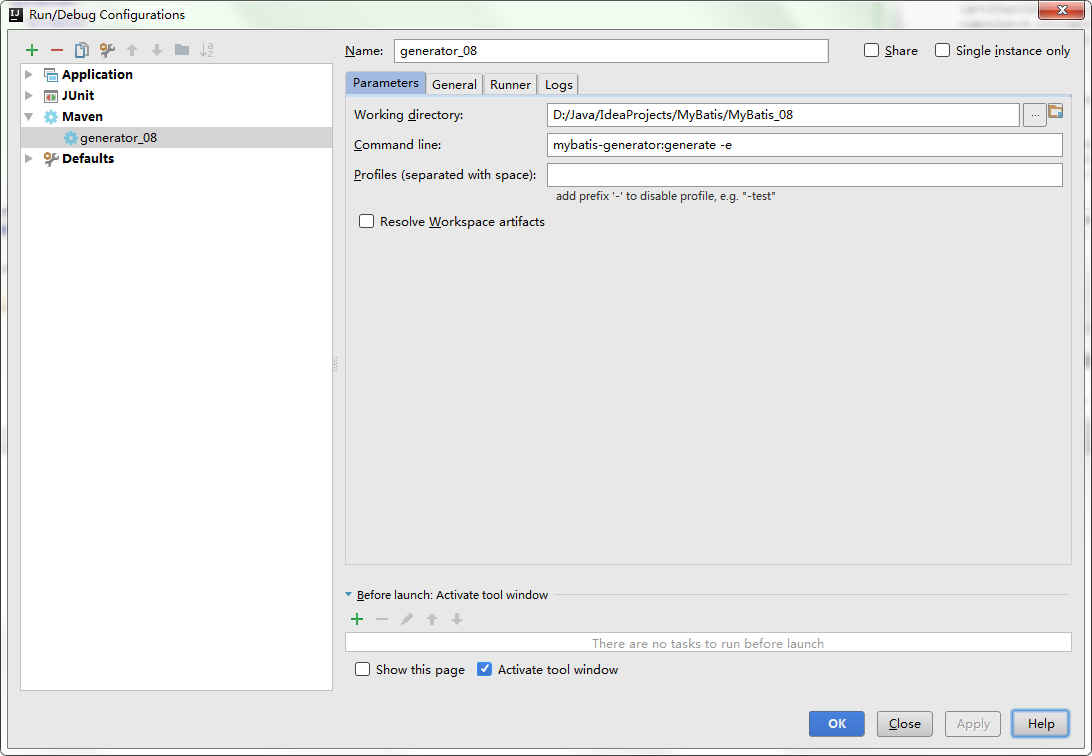 Run/Debug Configurations
Name: generator_08 Share Single instance only
Application
JUnit
Maven
generator_08
Defaults
Parameters General Runner Logs
Working directory: D:/Java/IdeaProjects/MyBatis/MyBatis_08 ...
Command line: mybatis-generator:generate -e
Profiles (separated with space):
add prefix '-' to disable profile, e.g. "-test"
Resolve Workspace artifacts
Before launch: Activate tool window
There are no tasks to run before launch
Show this page Activate tool window
OK Close Apply Help